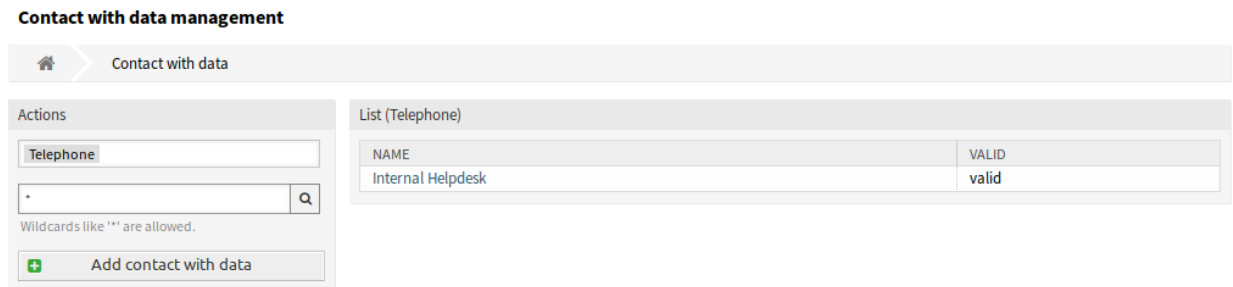 Contact with data management
Contact with data
Actions
Telephone
*
Wildcards like '*' are allowed.
Add contact with data
List (Telephone)
NAME VALID
Internal Helpdesk valid